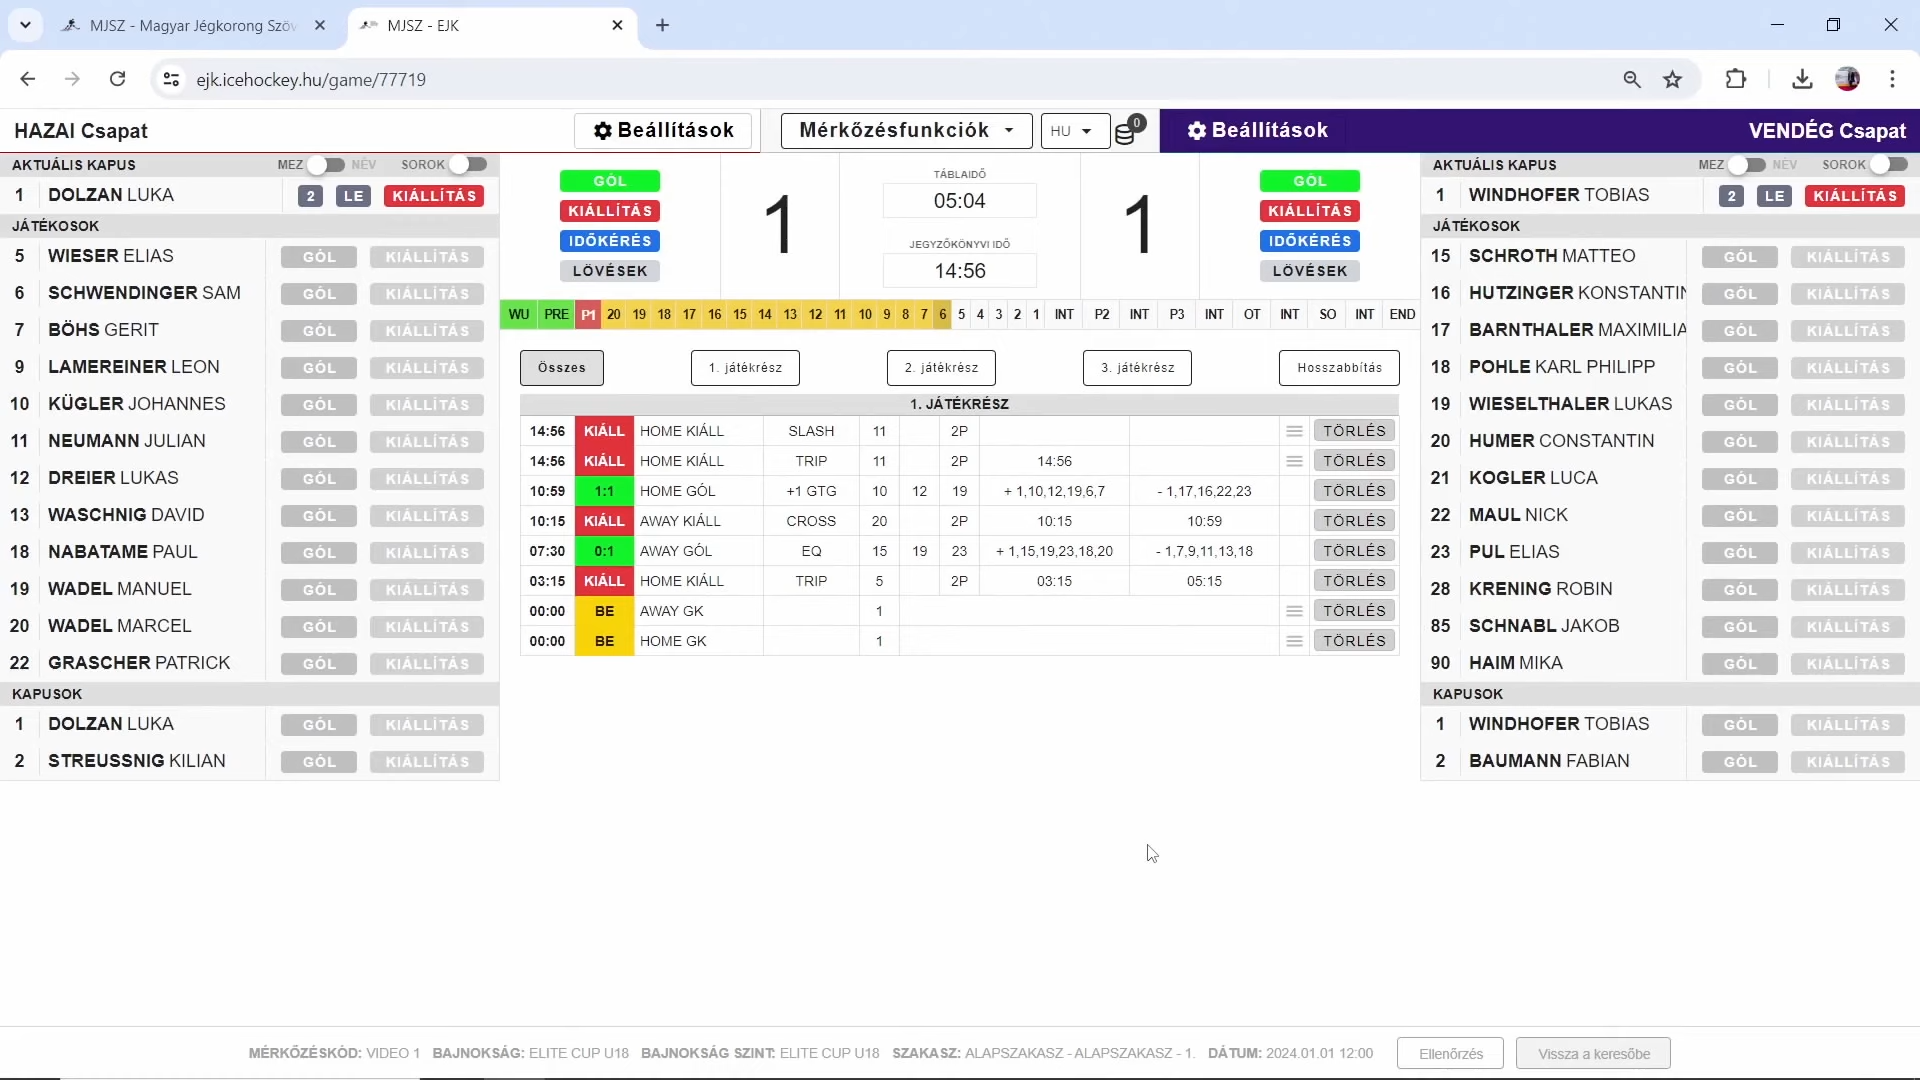 MJSZ - Magyar Jégkorong Szöv
MJSZ - EJK
ejk.icehockey.hu/game/77719
HAZAI Csapat
Beállítások
Mérkőzésfunkciók
HU
0
Beállítások
VENDÉG Csapat
AKTUÁLIS KAPUS MEZ NÉV SOROK
1 DOLZAN LUKA 2 LE KIÁLLÍTÁS
JÁTÉKOSOK
5 WIESER ELIAS GÓL KIÁLLÍTÁS
6 SCHWENDINGER SAM GÓL KIÁLLÍTÁS
7 BÖHS GERIT GÓL KIÁLLÍTÁS
9 LAMEREINER LEON GÓL KIÁLLÍTÁS
10 KÜGLER JOHANNES GÓL KIÁLLÍTÁS
11 NEUMANN JULIAN GÓL KIÁLLÍTÁS
12 DREIER LUKAS GÓL KIÁLLÍTÁS
13 WASCHNIG DAVID GÓL KIÁLLÍTÁS
18 NABATAME PAUL GÓL KIÁLLÍTÁS
19 WADEL MANUEL GÓL KIÁLLÍTÁS
20 WADEL MARCEL GÓL KIÁLLÍTÁS
22 GRASCHER PATRICK GÓL KIÁLLÍTÁS
KAPUSOK
1 DOLZAN LUKA GÓL KIÁLLÍTÁS
2 STREUSSNIG KILIAN GÓL KIÁLLÍTÁS
GÓL
KIÁLLÍTÁS
IDŐKÉRÉS
LÖVÉSEK
1
TÁBLAIDŐ
05:04
JEGYZŐKÖNYVI IDŐ
14:56
1
GÓL
KIÁLLÍTÁS
IDŐKÉRÉS
LÖVÉSEK
WU PRE P1 20 19 18 17 16 15 14 13 12 11 10 9 8 7 6 5 4 3 2 1 INT P2 INT P3 INT OT INT SO INT END
Összes 1. játékrész 2. játékrész 3. játékrész Hosszabbítás
1. JÁTÉKRÉSZ
14:56 KIÁLL HOME KIÁLL SLASH 11 2P TÖRLÉS
14:56 KIÁLL HOME KIÁLL TRIP 11 2P 14:56 TÖRLÉS
10:59 1:1 HOME GÓL +1 GTG 10 12 19 + 1,10,12,19,6,7 - 1,17,16,22,23 TÖRLÉS
10:15 KIÁLL AWAY KIÁLL CROSS 20 2P 10:15 10:59 TÖRLÉS
07:30 0:1 AWAY GÓL EQ 15 19 23 + 1,15,19,23,18,20 - 1,7,9,11,13,18 TÖRLÉS
03:15 KIÁLL HOME KIÁLL TRIP 5 2P 03:15 05:15 TÖRLÉS
00:00 BE AWAY GK 1 TÖRLÉS
00:00 BE HOME GK 1 TÖRLÉS
AKTUÁLIS KAPUS MEZ NÉV SOROK
1 WINDHOFER TOBIAS 2 LE KIÁLLÍTÁS
JÁTÉKOSOK
15 SCHROTH MATTEO GÓL KIÁLLÍTÁS
16 HUTZINGER KONSTANTIN GÓL KIÁLLÍTÁS
17 BARNTHALER MAXIMILIA GÓL KIÁLLÍTÁS
18 POHLE KARL PHILIPP GÓL KIÁLLÍTÁS
19 WIESELTHALER LUKAS GÓL KIÁLLÍTÁS
20 HUMER CONSTANTIN GÓL KIÁLLÍTÁS
21 KOGLER LUCA GÓL KIÁLLÍTÁS
22 MAUL NICK GÓL KIÁLLÍTÁS
23 PUL ELIAS GÓL KIÁLLÍTÁS
28 KRENING ROBIN GÓL KIÁLLÍTÁS
85 SCHNABL JAKOB GÓL KIÁLLÍTÁS
90 HAIM MIKA GÓL KIÁLLÍTÁS
KAPUSOK
1 WINDHOFER TOBIAS GÓL KIÁLLÍTÁS
2 BAUMANN FABIAN GÓL KIÁLLÍTÁS
MÉRKŐZÉSKÓD: VIDEO 1 BAJNOKSÁG: ELITE CUP U18 BAJNOKSÁG SZINT: ELITE CUP U18 SZAKASZ: ALAPSZAKASZ - ALAPSZAKASZ - 1. DÁTUM: 2024.01.01 12:00 Ellenőrzés Vissza a keresőbe